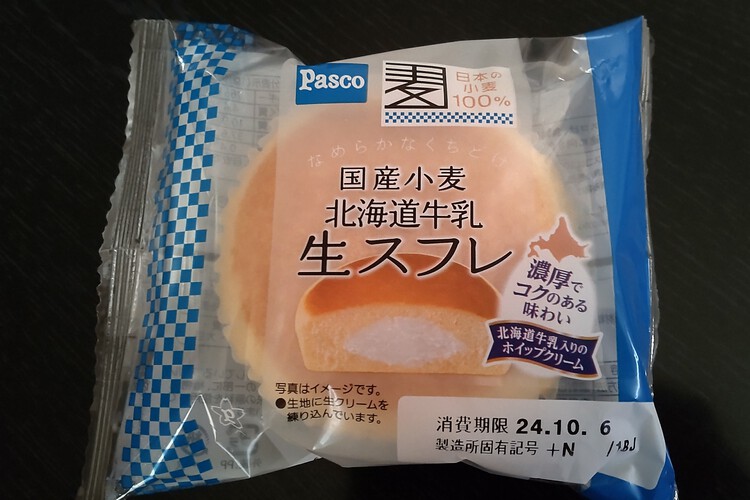 Pasco
麦
日本の
小麦
100%
なめらかなくちどけ
国産小麦
北海道牛乳
生スフレ
濃厚で
コクのある
味わい
北海道牛乳入りの
ホイップクリーム
写真はイメージです。
●生地に生クリームを
練り込んでいます。
消費期限 24.10. 6
製造所固有記号 +N